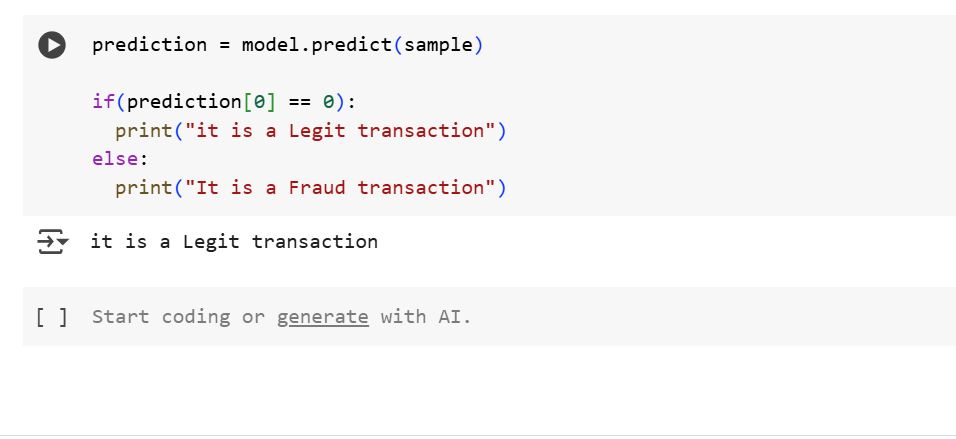 prediction = model.predict(sample)
if(prediction[0] == 0):
  print("it is a Legit transaction")
else:
  print("It is a Fraud transaction")
it is a Legit transaction
[ ] Start coding or generate with AI.